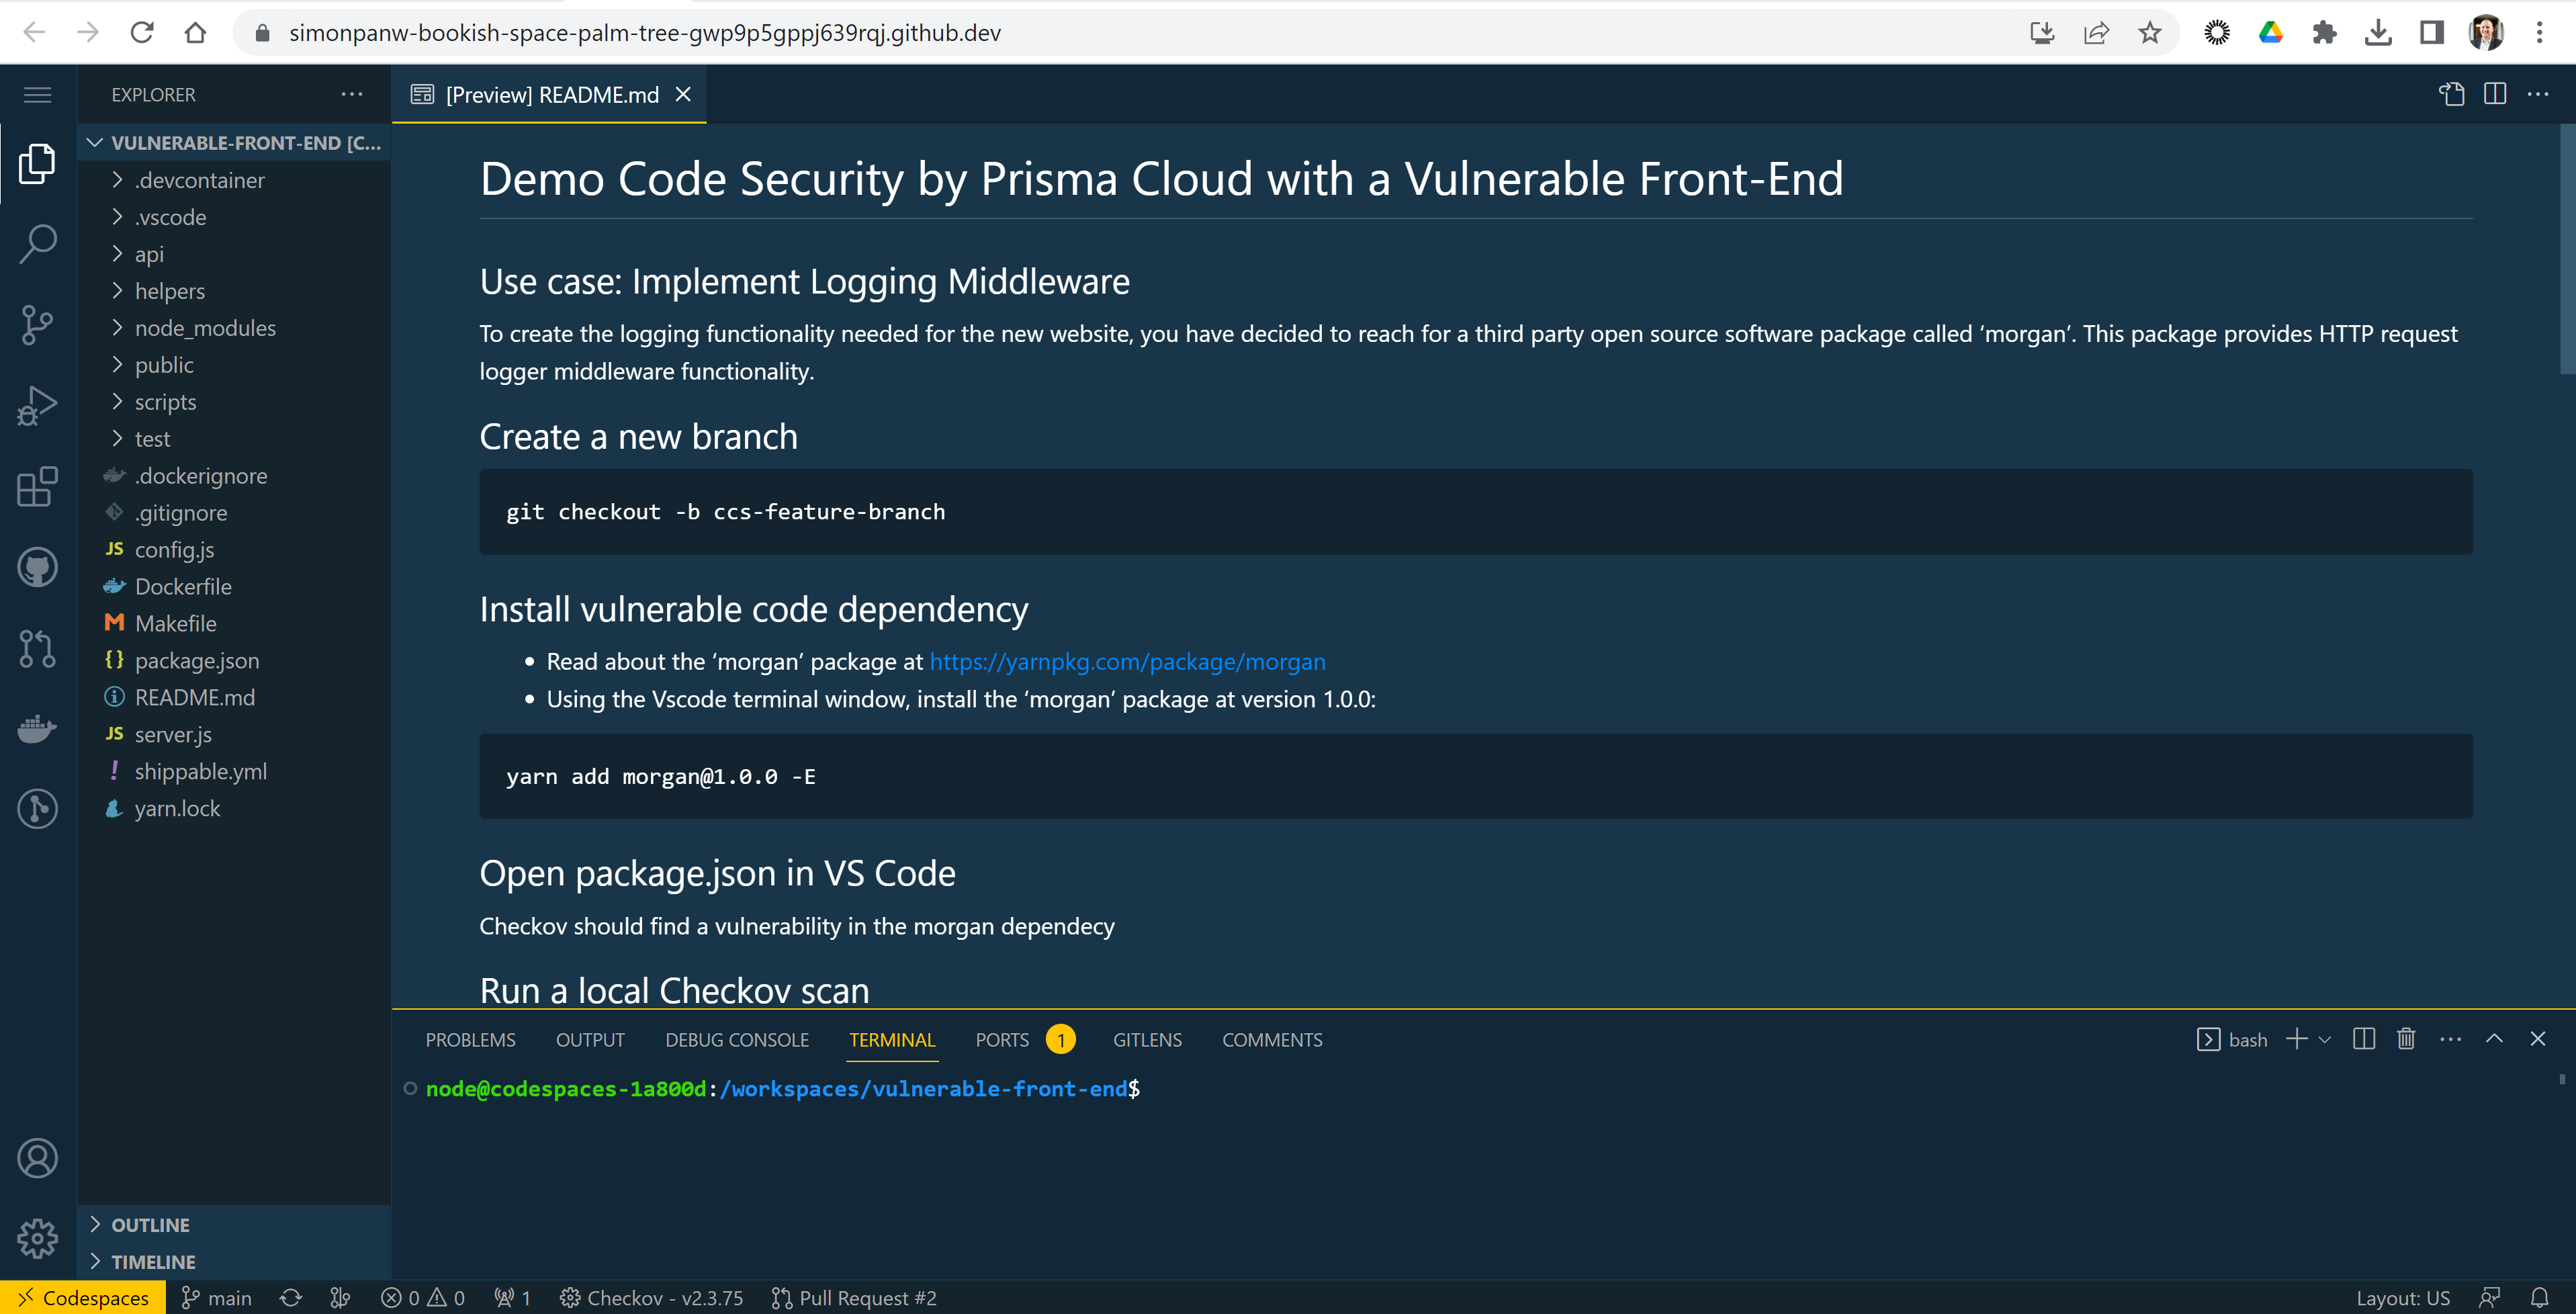 simonpanw-bookish-space-palm-tree-gwp9p5gppj639rqj.github.dev
EXPLORER
[Preview] README.md
VULNERABLE-FRONT-END [C...
.devcontainer
.vscode
api
helpers
node_modules
public
scripts
test
.dockerignore
.gitignore
JS config.js
Dockerfile
M Makefile
{} package.json
README.md
JS server.js
! shippable.yml
yarn.lock
OUTLINE
TIMELINE
Demo Code Security by Prisma Cloud with a Vulnerable Front-End
Use case: Implement Logging Middleware
To create the logging functionality needed for the new website, you have decided to reach for a third party open source software package called ‘morgan’. This package provides HTTP request
logger middleware functionality.
Create a new branch
git checkout -b ccs-feature-branch
Install vulnerable code dependency
• Read about the ‘morgan’ package at https://yarnpkg.com/package/morgan
• Using the Vscode terminal window, install the ‘morgan’ package at version 1.0.0:
yarn add morgan@1.0.0 -E
Open package.json in VS Code
Checkov should find a vulnerability in the morgan dependecy
Run a local Checkov scan
PROBLEMS OUTPUT DEBUG CONSOLE TERMINAL PORTS 1 GITLENS COMMENTS
bash
node@codespaces-1a800d:/workspaces/vulnerable-front-end$
Codespaces main 0 0 1 Checkov - v2.3.75 Pull Request #2 Layout: US